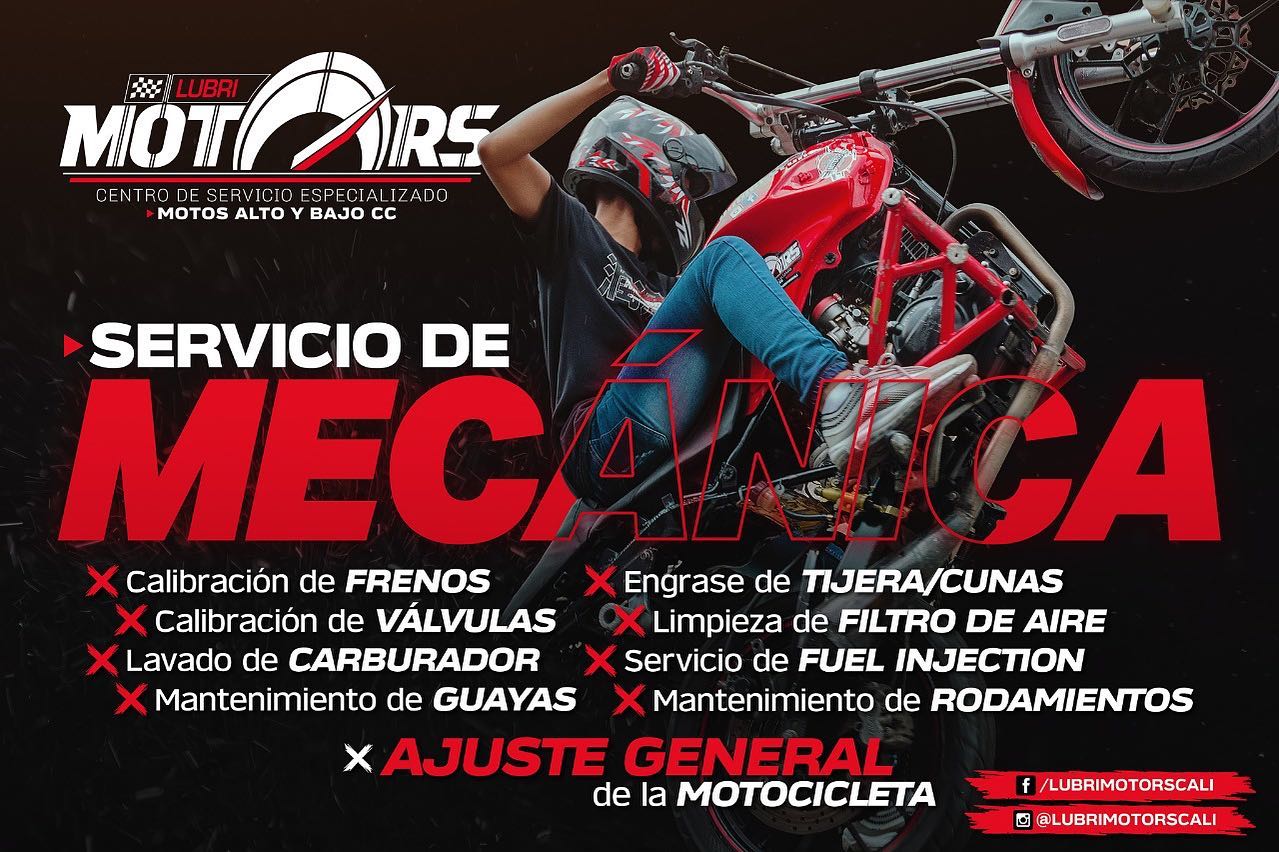 LUBRI
MOTORS
CENTRO DE SERVICIO ESPECIALIZADO
MOTOS ALTO Y BAJO CC
SERVICIO DE
MECÁNICA
Calibración de FRENOS
Calibración de VÁLVULAS
Lavado de CARBURADOR
Mantenimiento de GUAYAS
Engrase de TIJERA/CUNAS
Limpieza de FILTRO DE AIRE
Servicio de FUEL INJECTION
Mantenimiento de RODAMIENTOS
AJUSTE GENERAL
de la MOTOCICLETA
/LUBRIMOTORSCALI
@LUBRIMOTORSCALI